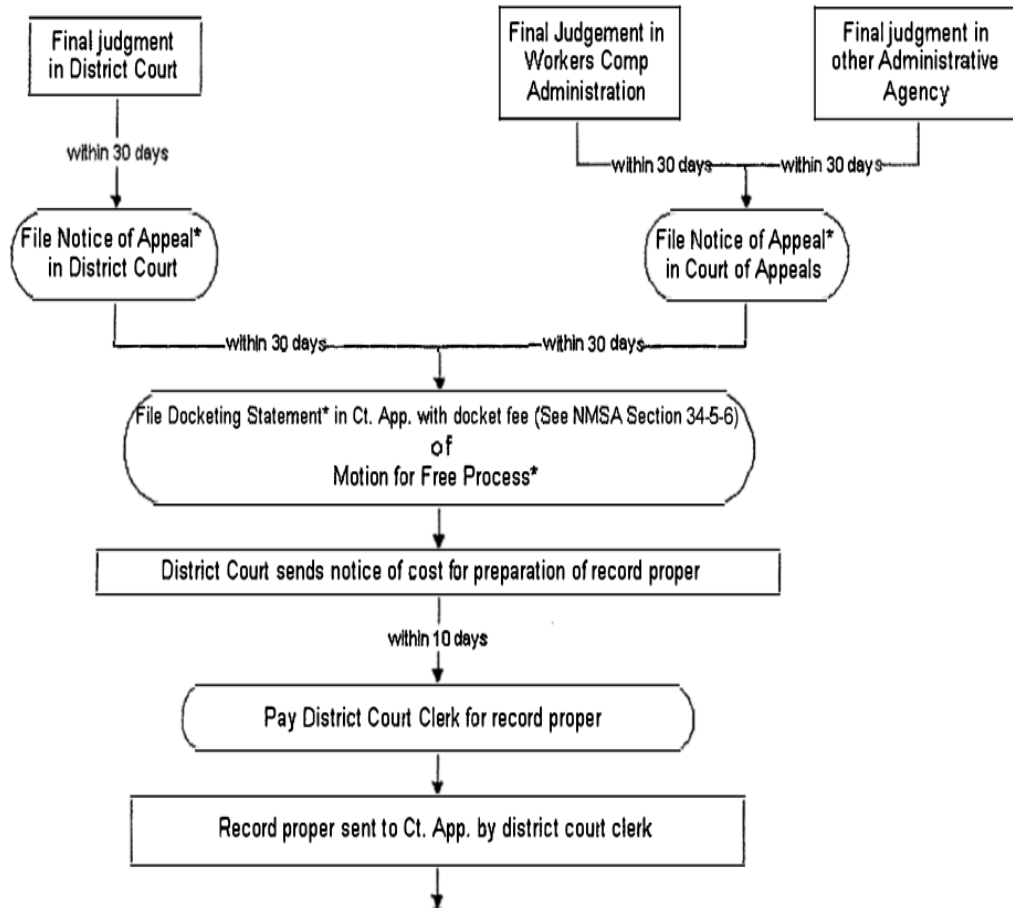 Final judgment
in District Court
Final Judgement in
Workers Comp
Administration
Final judgment in
other Administrative
Agency
within 30 days
within 30 days
within 30 days
File Notice of Appeal*
in District Court
File Notice of Appeal*
in Court of Appeals
within 30 days
within 30 days
File Docketing Statement* in Ct. App. with docket fee (See NMSA Section 34-5-6)
of
Motion for Free Process*
District Court sends notice of cost for preparation of record proper
within 10 days
Pay District Court Clerk for record proper
Record proper sent to Ct. App. by district court clerk